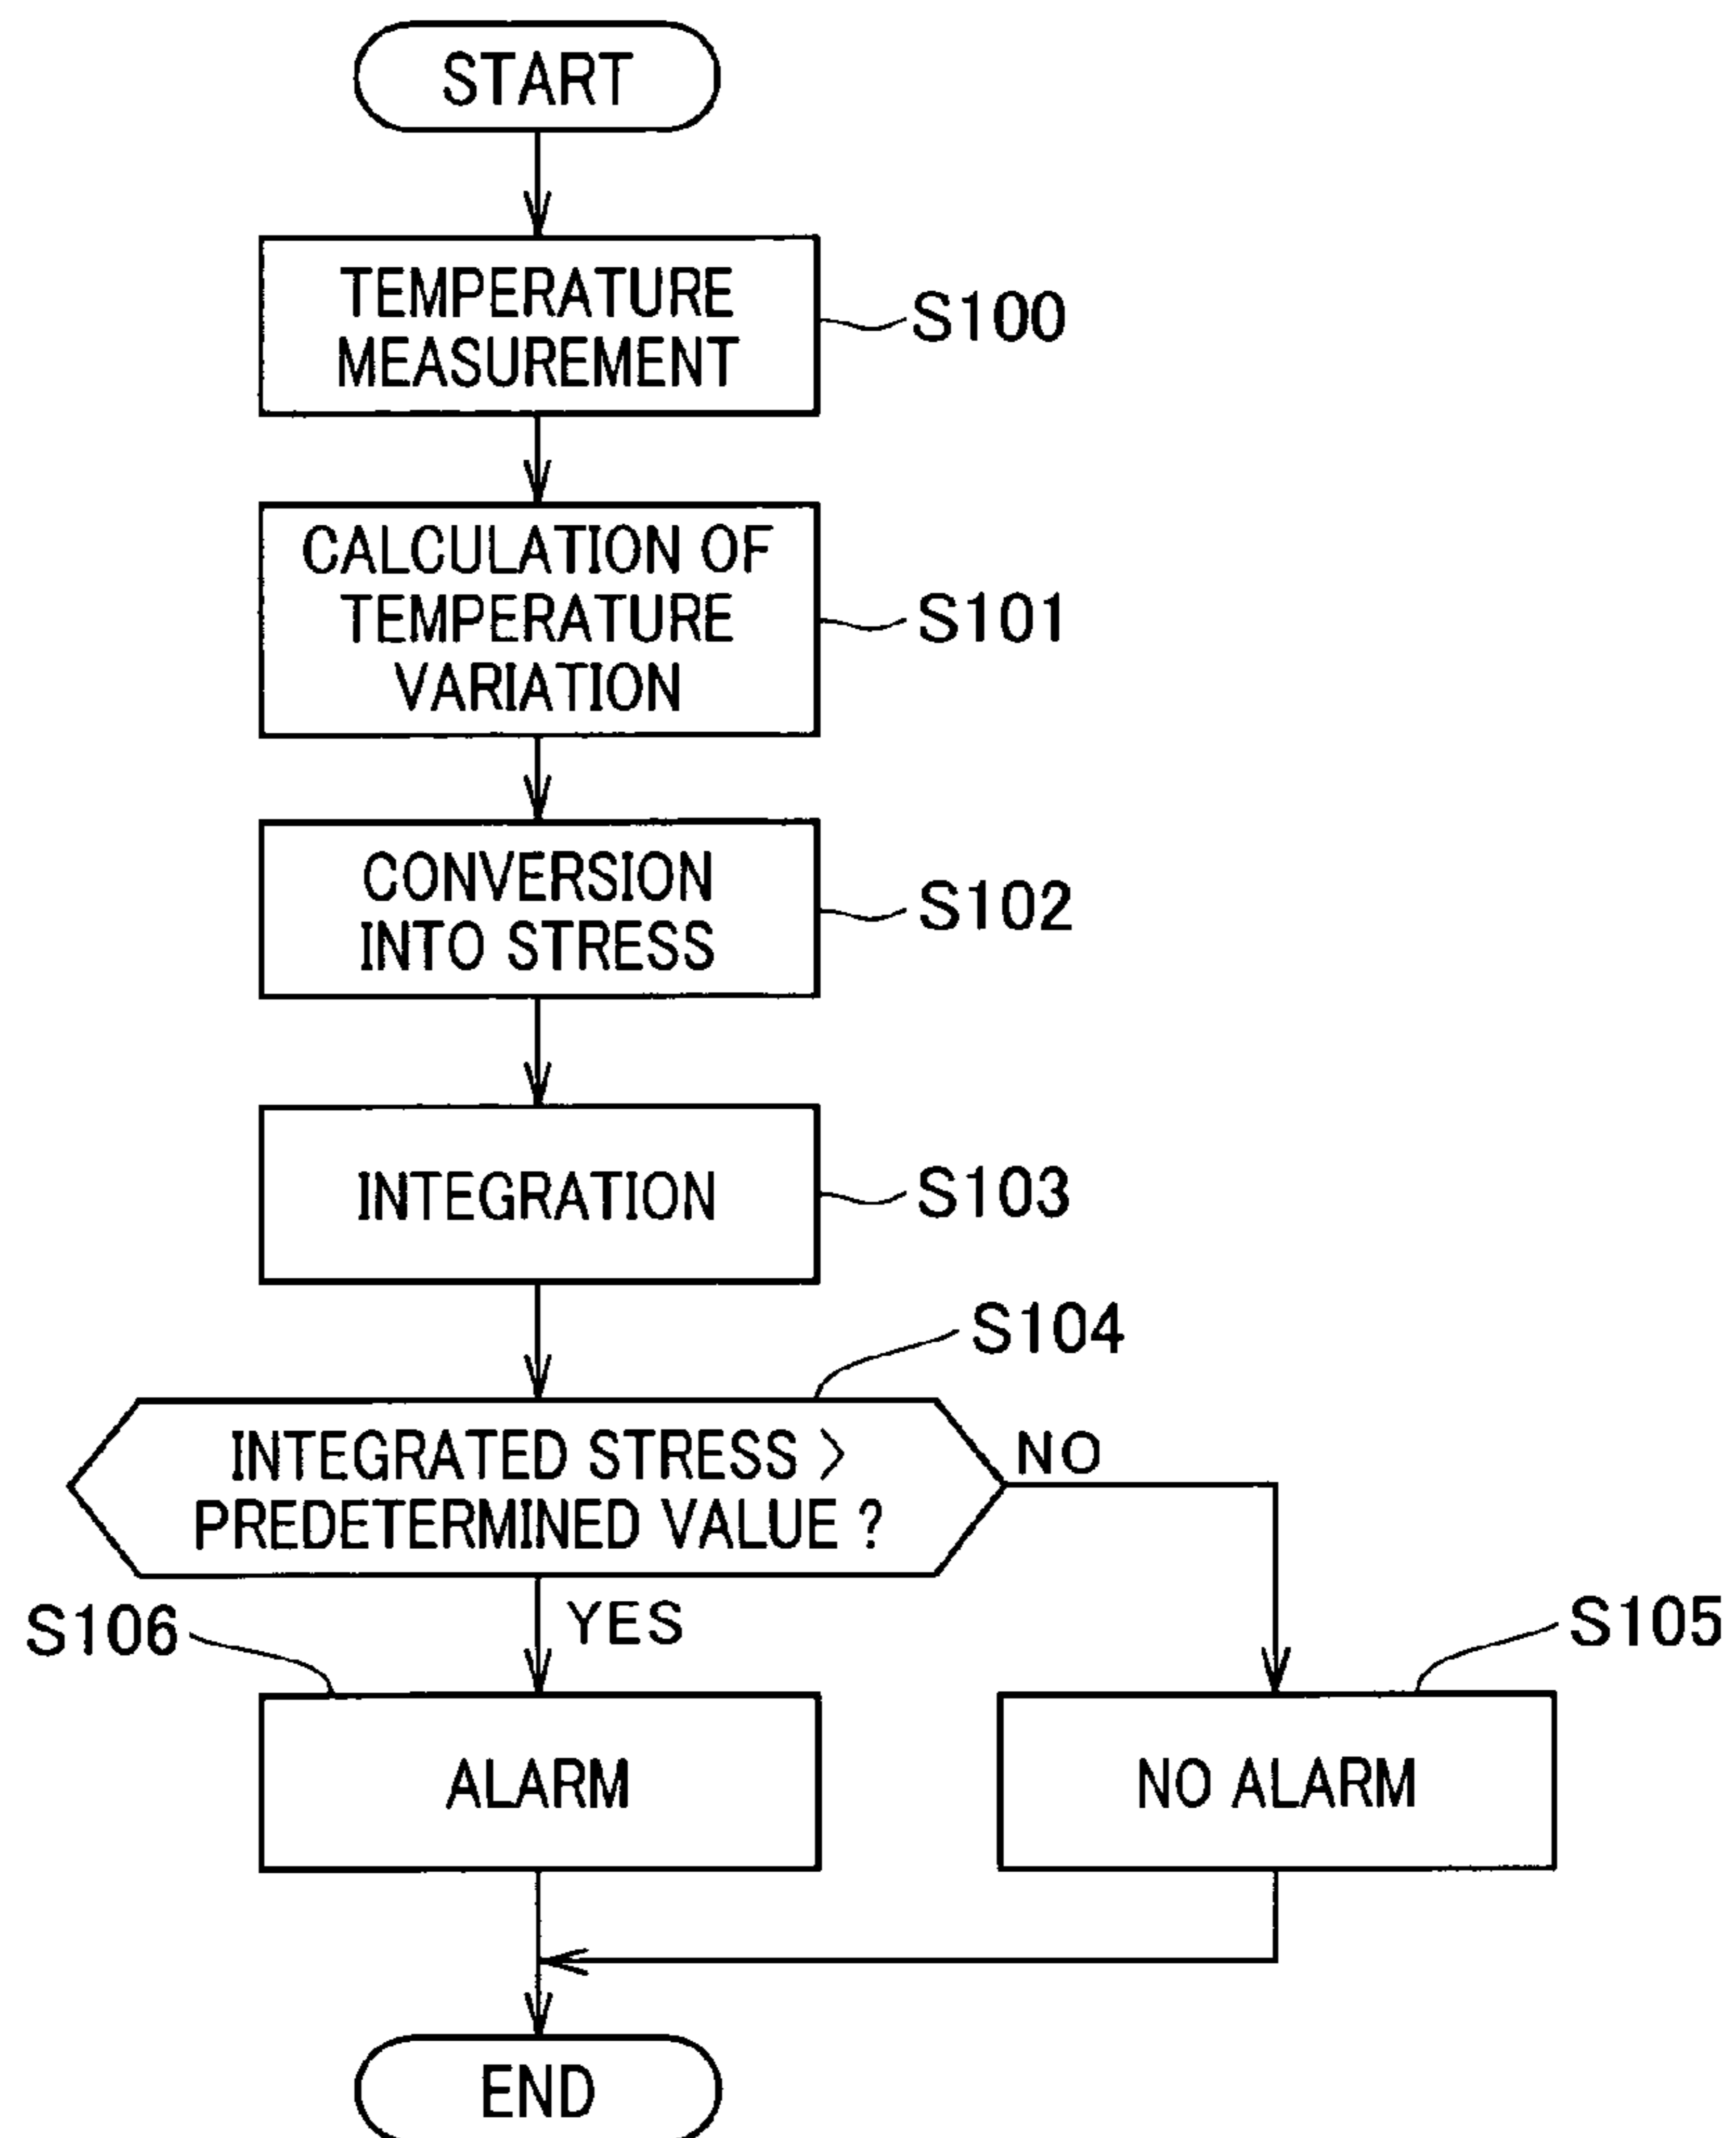 START
TEMPERATURE
MEASUREMENT
S100
CALCULATION OF
TEMPERATURE
VARIATION
S101
CONVERSION
INTO STRESS
S102
INTEGRATION
S103
S104
INTEGRATED STRESS >
PREDETERMINED VALUE ?
NO
YES
S106
S105
ALARM
NO ALARM
END